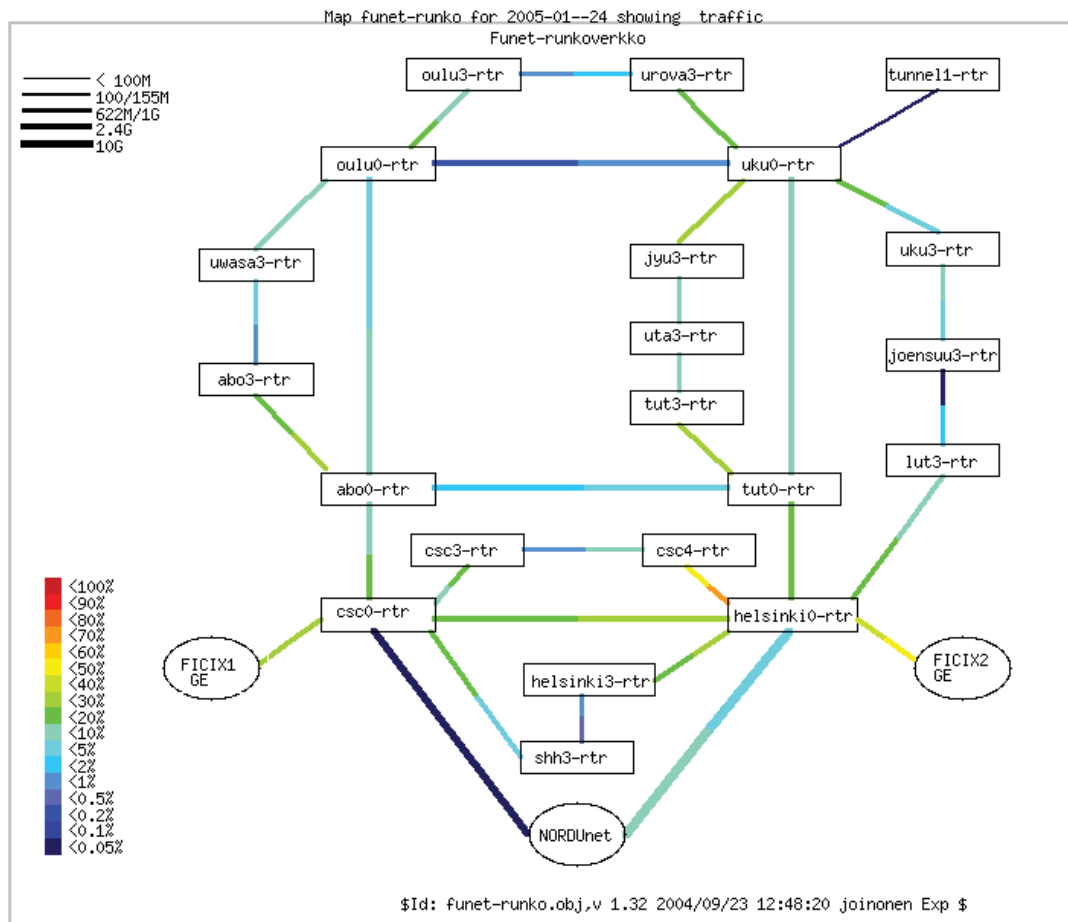 Map funet-runko for 2005-01--24 showing traffic
Funet-runkoverkko
< 100M
100/155M
622M/1G
2.4G
10G
oulu3-rtr
urova3-rtr
tunnel1-rtr
oulu0-rtr
uku0-rtr
uwasa3-rtr
jyu3-rtr
uku3-rtr
uta3-rtr
joensuu3-rtr
abo3-rtr
tut3-rtr
lut3-rtr
abo0-rtr
tut0-rtr
csc3-rtr
csc4-rtr
csc0-rtr
helsinki0-rtr
FICIX1
GE
FICIX2
GE
helsinki3-rtr
shh3-rtr
NORDUnet
<100%
<90%
<80%
<70%
<60%
<50%
<40%
<30%
<20%
<10%
<5%
<2%
<1%
<0.5%
<0.2%
<0.1%
<0.05%
$Id: funet-runko.obj,v 1.32 2004/09/23 12:48:20 joinonen Exp $